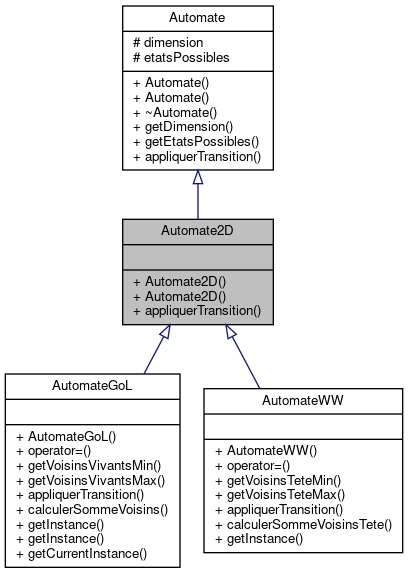 Automate
# dimension
# etatsPossibles
+ Automate()
+ Automate()
+ ~Automate()
+ getDimension()
+ getEtatsPossibles()
+ appliquerTransition()
Automate2D
+ Automate2D()
+ Automate2D()
+ appliquerTransition()
AutomateGoL
+ AutomateGoL()
+ operator=()
+ getVoisinsVivantsMin()
+ getVoisinsVivantsMax()
+ appliquerTransition()
+ calculerSommeVoisins()
+ getInstance()
+ getInstance()
+ getCurrentInstance()
AutomateWW
+ AutomateWW()
+ operator=()
+ getVoisinsTeteMin()
+ getVoisinsTeteMax()
+ appliquerTransition()
+ calculerSommeVoisinsTete()
+ getInstance()